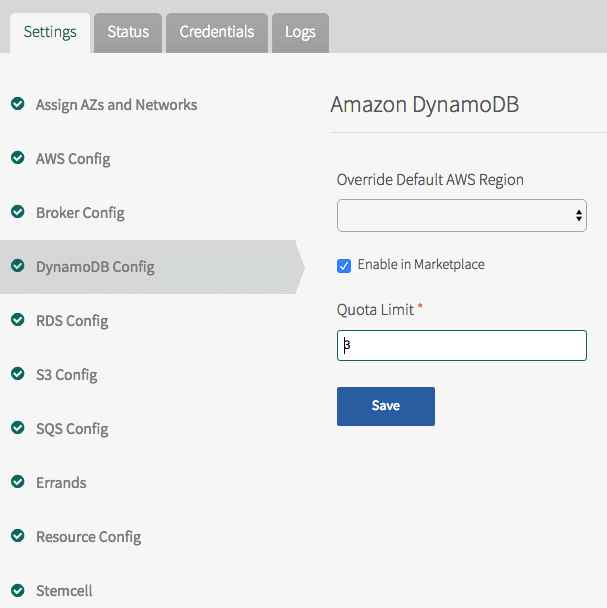 Settings
Status
Credentials
Logs
Assign AZs and Networks
AWS Config
Broker Config
DynamoDB Config
RDS Config
S3 Config
SQS Config
Errands
Resource Config
Stemcell
Amazon DynamoDB
Override Default AWS Region
Enable in Marketplace
Quota Limit *
3
Save